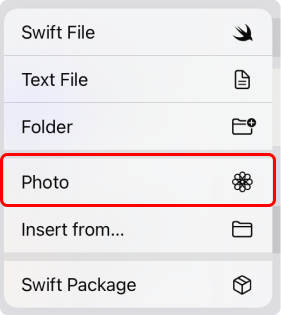 Swift File
Text File
Folder
Photo
Insert from...
Swift Package